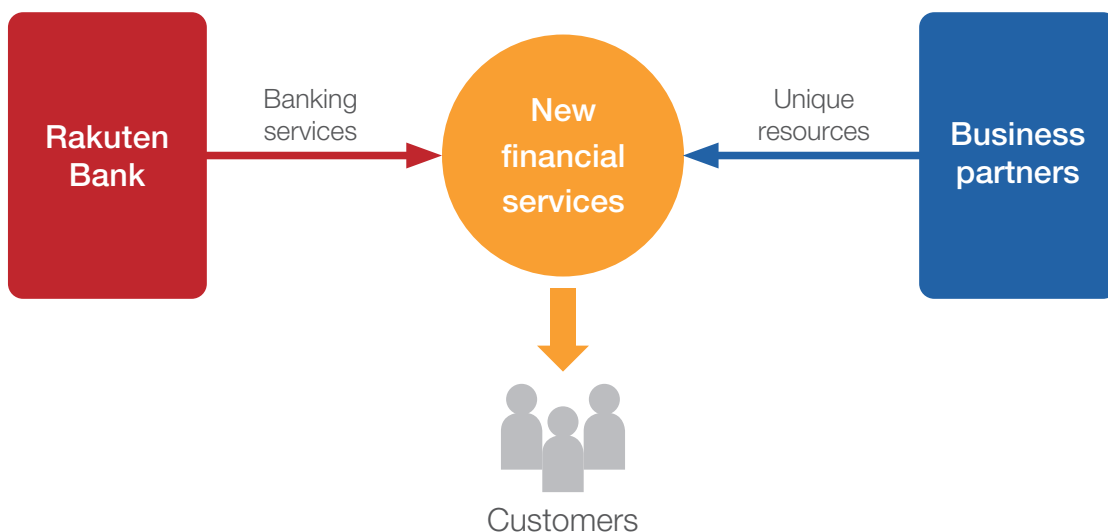 Rakuten
Bank
Banking
services
New
financial
services
Unique
resources
Business
partners
Customers